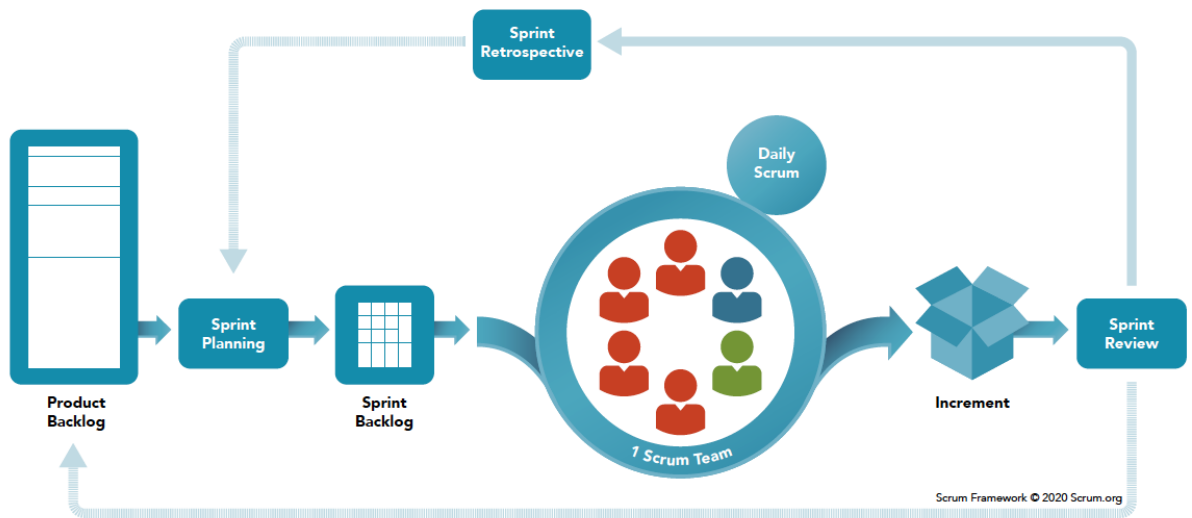 Sprint
Retrospective
Daily
Scrum
Sprint
Planning
Sprint
Review
Product
Backlog
Sprint
Backlog
Increment
1 Scrum Team
Scrum Framework © 2020 Scrum.org